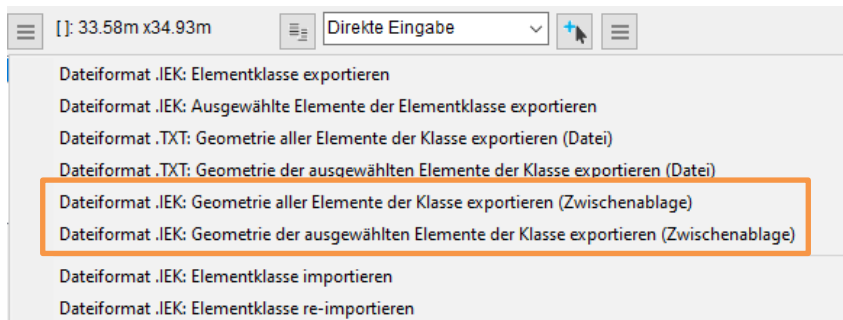 [ ]: 33.58m x34.93m Direkte Eingabe
Dateiformat .IEK: Elementklasse exportieren
Dateiformat .IEK: Ausgewählte Elemente der Elementklasse exportieren
Dateiformat .TXT: Geometrie aller Elemente der Klasse exportieren (Datei)
Dateiformat .TXT: Geometrie der ausgewählten Elemente der Klasse exportieren (Datei)
Dateiformat .IEK: Geometrie aller Elemente der Klasse exportieren (Zwischenablage)
Dateiformat .IEK: Geometrie der ausgewählten Elemente der Klasse exportieren (Zwischenablage)
Dateiformat .IEK: Elementklasse importieren
Dateiformat .IEK: Elementklasse re-importieren